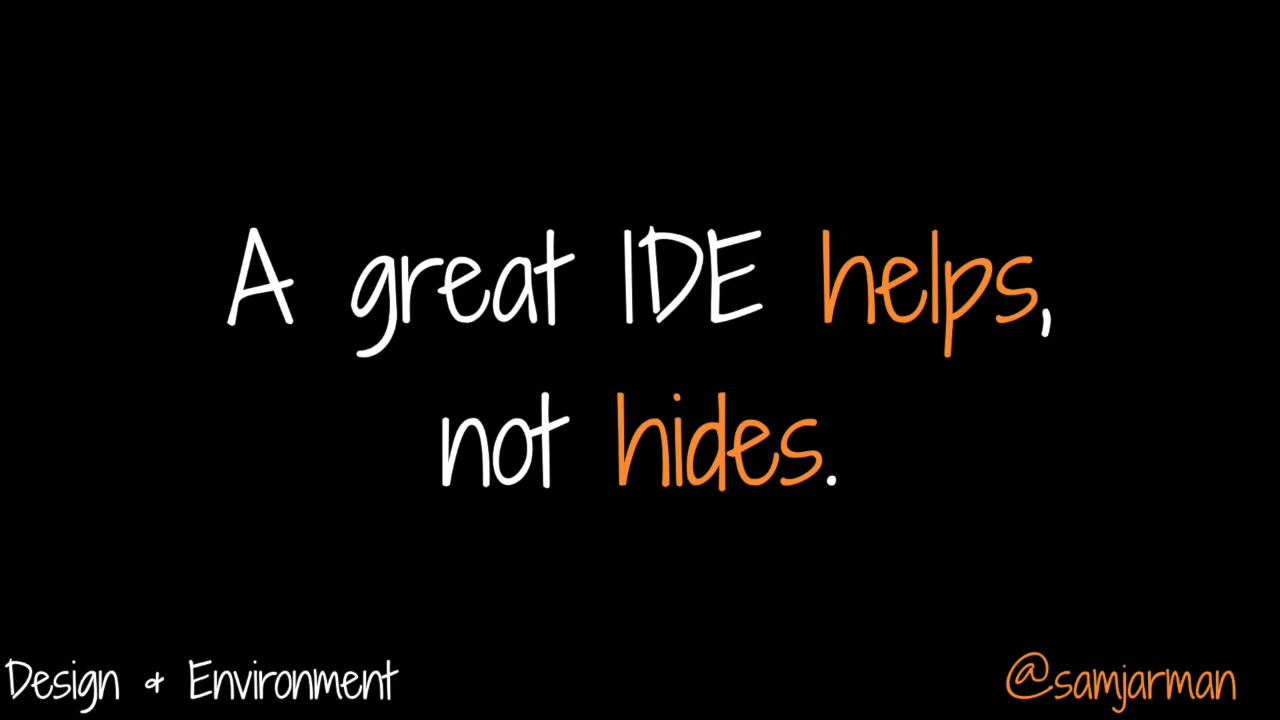 A great IDE helps,
not hides.
Design & Environment
@samjarman